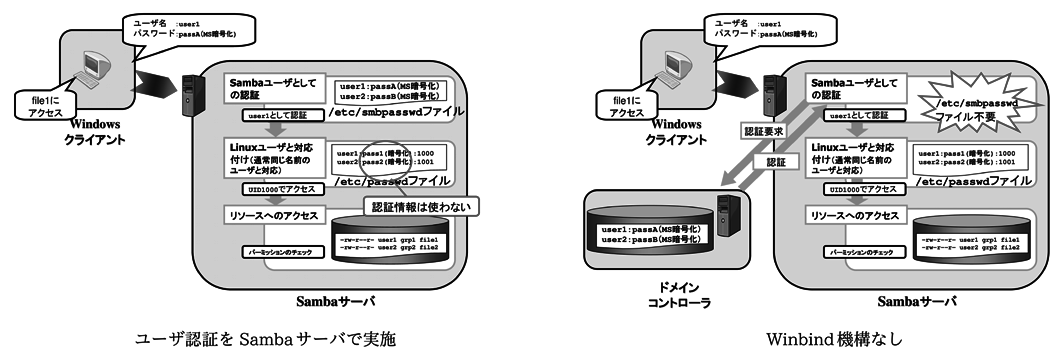 ユーザ名 :user1
パスワード:passA(MS暗号化)
file1に
アクセス
Windows
クライアント
Sambaユーザとして
の認証
user1:passA(MS暗号化)
user2:passB(MS暗号化)
/etc/smbpasswdファイル
user1として認証
Linuxユーザと対応
付け(通常同じ名前の
ユーザと対応)
user1:pass1(暗号化):1000
user2:pass2(暗号化):1001
/etc/passwdファイル
UID1000でアクセス
認証情報は使わない
リソースへのアクセス
-rw-r--r- user1 grp1 file1
-rw-r--r- user2 grp2 file2
パーミッションのチェック
Sambaサーバ
ユーザ認証を Samba サーバで実施
ユーザ名 :user1
パスワード:passA(MS暗号化)
file1に
アクセス
Windows
クライアント
Sambaユーザとして
の認証
/etc/smbpasswd
ファイル不要
user1として認証
認証要求
認証
Linuxユーザと対応
付け(通常同じ名前の
ユーザと対応)
user1:pass1(暗号化):1000
user2:pass2(暗号化):1001
/etc/passwdファイル
UID1000でアクセス
user1:passA(MS暗号化)
user2:passB(MS暗号化)
リソースへのアクセス
-rw-r--r- user1 grp1 file1
-rw-r--r- user2 grp2 file2
パーミッションのチェック
ドメイン
コントローラ
Sambaサーバ
Winbind 機構なし